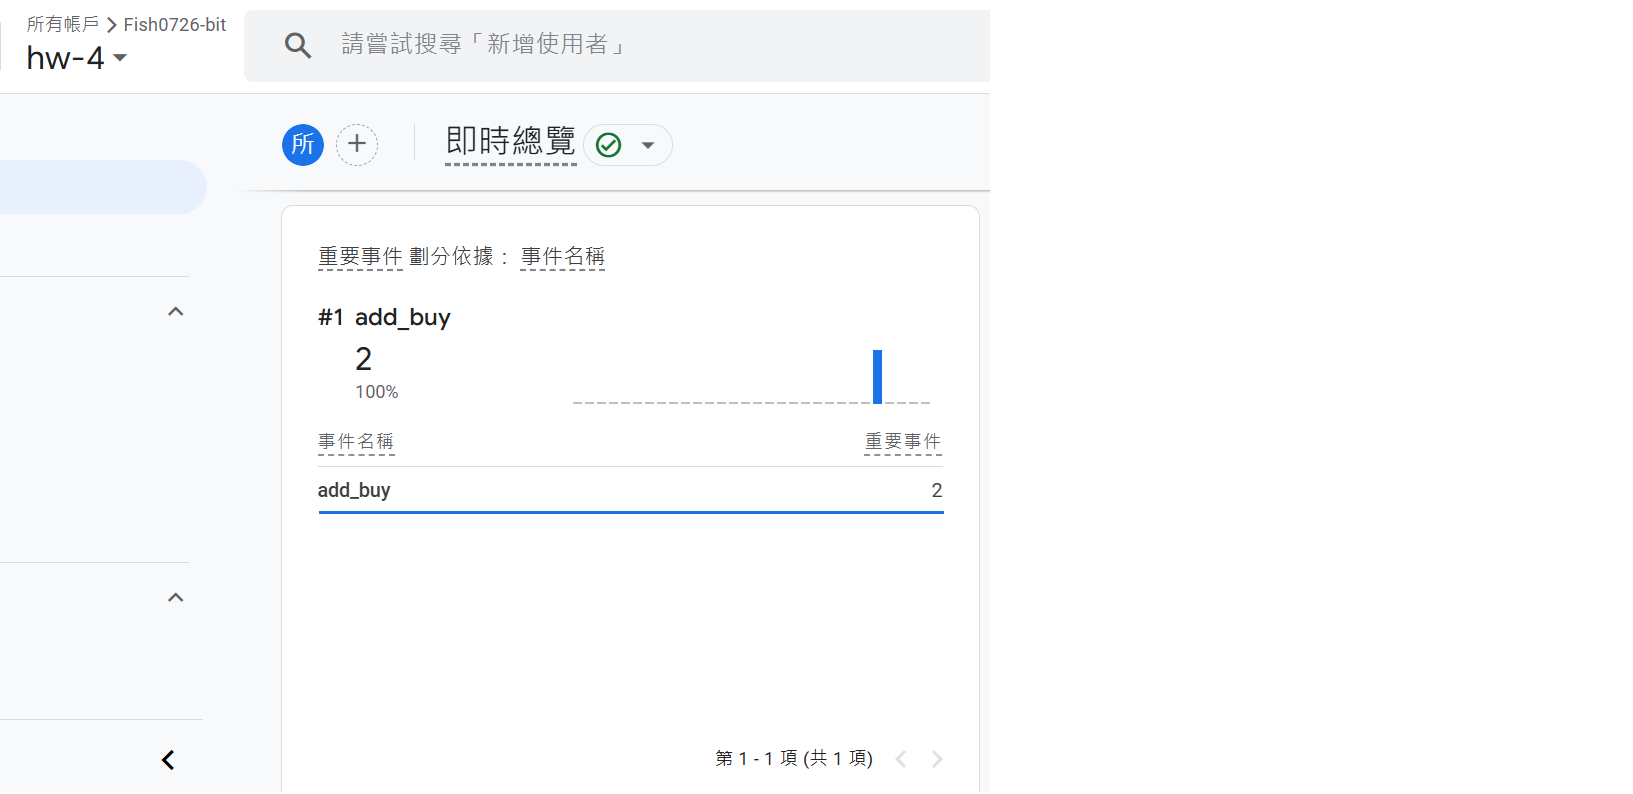 所有帳戶 > Fish0726-bit
hw-4
請嘗試搜尋「新增使用者」
所
即時總覽
重要事件 劃分依據： 事件名稱
#1 add_buy
2
100%
事件名稱 重要事件
add_buy 2
第 1 - 1 項 (共 1 項)